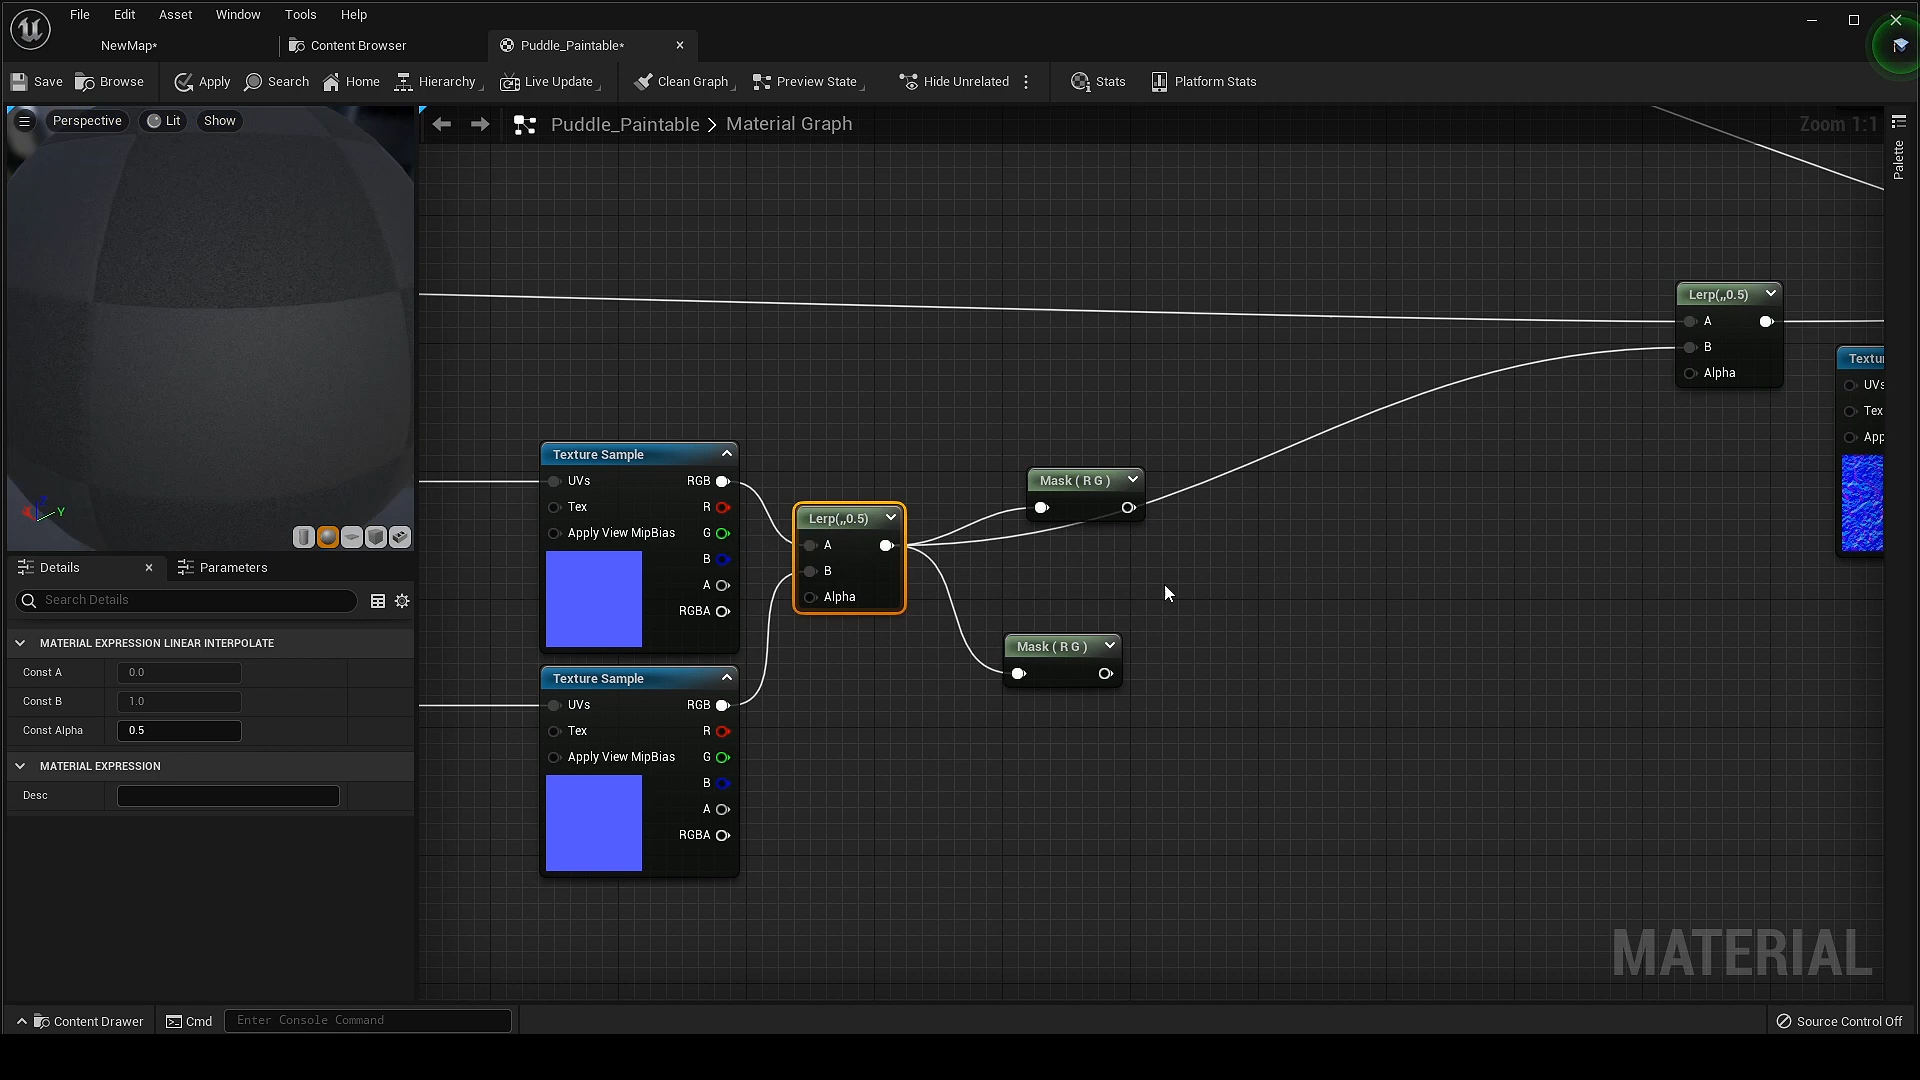 File Edit Asset Window Tools Help
NewMap* Content Browser Puddle_Paintable*
Save Browse Apply Search Home Hierarchy Live Update Clean Graph Preview State Hide Unrelated Stats Platform Stats
Perspective Lit Show
Puddle_Paintable > Material Graph
Zoom 1:1
Palette
Lerp(,,0.5)
A
B
Alpha
Textu
UVs
Tex
App
Texture Sample
UVs RGB
Tex R
Apply View MipBias G
B
A
RGBA
Lerp(,,0.5)
A
B
Alpha
Mask ( R G )
Mask ( R G )
Texture Sample
UVs RGB
Tex R
Apply View MipBias G
B
A
RGBA
Y
Details Parameters
Search Details
MATERIAL EXPRESSION LINEAR INTERPOLATE
Const A 0.0
Const B 1.0
Const Alpha 0.5
MATERIAL EXPRESSION
Desc
MATERIAL
Content Drawer Cmd Enter Console Command Source Control Off